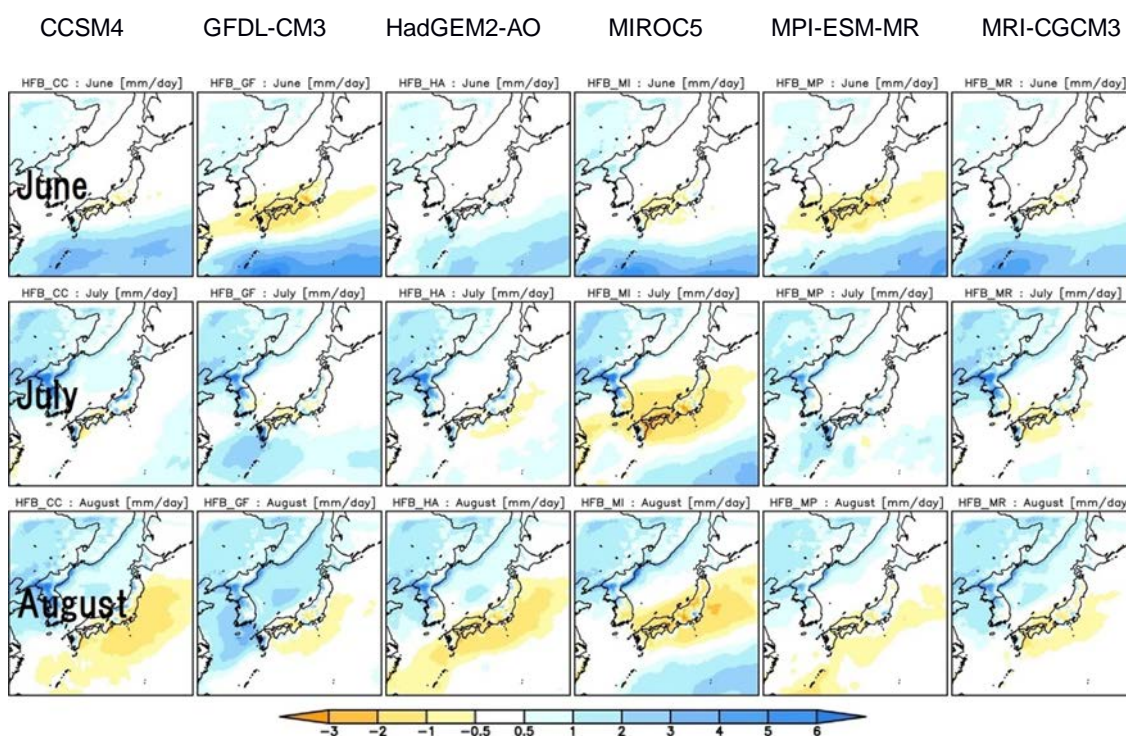 CCSM4 GFDL-CM3 HadGEM2-AO MIROC5 MPI-ESM-MR MRI-CGCM3
HFB_CC : June [mm/day] HFB_GF : June [mm/day] HFB_HA : June [mm/day] HFB_MI : June [mm/day] HFB_MP : June [mm/day] HFB_MR : June [mm/day]
June
HFB_CC : July [mm/day] HFB_GF : July [mm/day] HFB_HA : July [mm/day] HFB_MI : July [mm/day] HFB_MP : July [mm/day] HFB_MR : July [mm/day]
July
HFB_CC : August [mm/day] HFB_GF : August [mm/day] HFB_HA : August [mm/day] HFB_MI : August [mm/day] HFB_MP : August [mm/day] HFB_MR : August [mm/day]
August
-3 -2 -1 -0.5 0.5 1 2 3 4 5 6